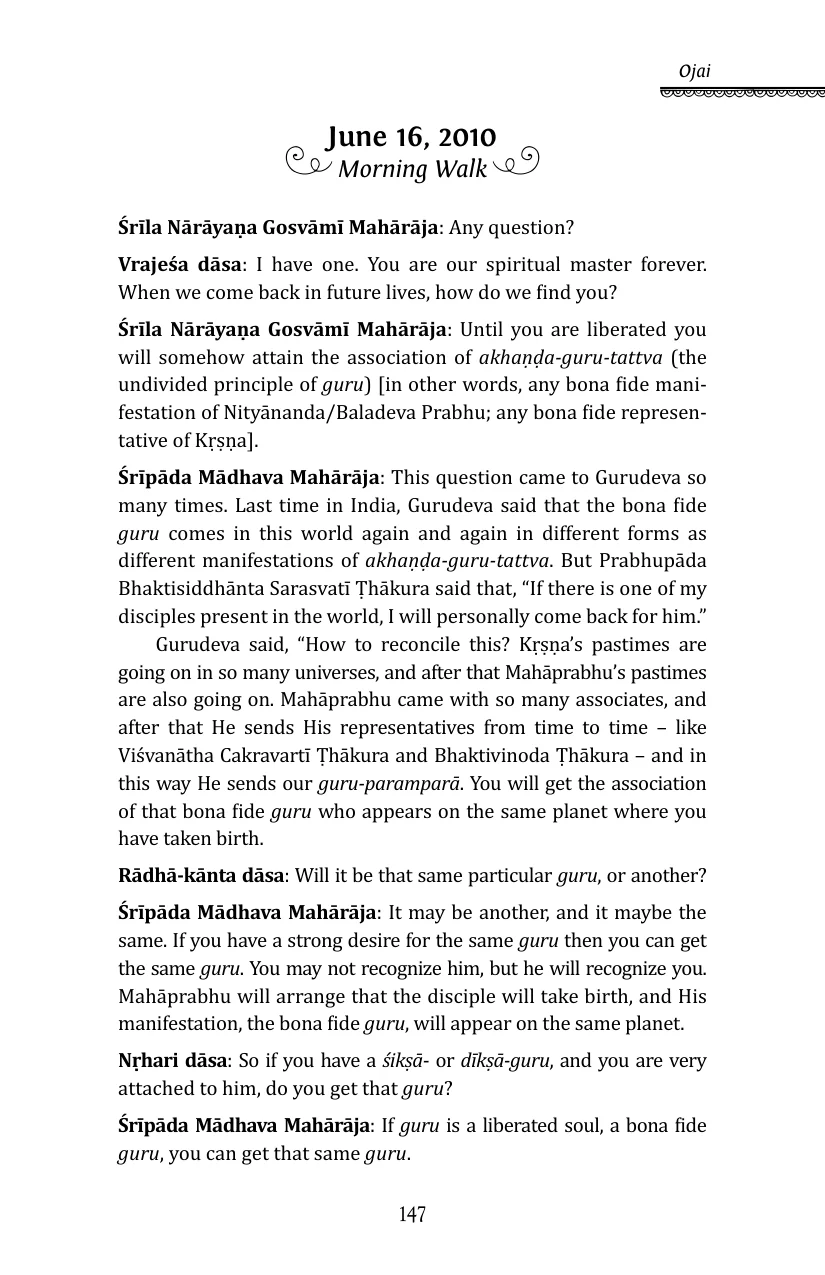 Ojai
June 16, 2010
Morning Walk
Śrīla Nārāyaṇa Gosvāmī Mahārāja: Any question?
Vrajeśa dāsa: I have one. You are our spiritual master forever.
When we come back in future lives, how do we find you?
Śrīla Nārāyaṇa Gosvāmī Mahārāja: Until you are liberated you
will somehow attain the association of akhaṇḍa-guru-tattva (the
undivided principle of guru) [in other words, any bona fide mani-
festation of Nityānanda/Baladeva Prabhu; any bona fide represen-
tative of Kṛṣṇa].
Śrīpāda Mādhava Mahārāja: This question came to Gurudeva so
many times. Last time in India, Gurudeva said that the bona fide
guru comes in this world again and again in different forms as
different manifestations of akhaṇḍa-guru-tattva. But Prabhupāda
Bhaktisiddhānta Sarasvatī Ṭhākura said that, “If there is one of my
disciples present in the world, I will personally come back for him.”
Gurudeva said, “How to reconcile this? Kṛṣṇa’s pastimes are
going on in so many universes, and after that Mahāprabhu’s pastimes
are also going on. Mahāprabhu came with so many associates, and
after that He sends His representatives from time to time – like
Viśvanātha Cakravartī Ṭhākura and Bhaktivinoda Ṭhākura – and in
this way He sends our guru-paramparā. You will get the association
of that bona fide guru who appears on the same planet where you
have taken birth.
Rādhā-kānta dāsa: Will it be that same particular guru, or another?
Śrīpāda Mādhava Mahārāja: It may be another, and it maybe the
same. If you have a strong desire for the same guru then you can get
the same guru. You may not recognize him, but he will recognize you.
Mahāprabhu will arrange that the disciple will take birth, and His
manifestation, the bona fide guru, will appear on the same planet.
Nṛhari dāsa: So if you have a śikṣā- or dīkṣā-guru, and you are very
attached to him, do you get that guru?
Śrīpāda Mādhava Mahārāja: If guru is a liberated soul, a bona fide
guru, you can get that same guru.
147